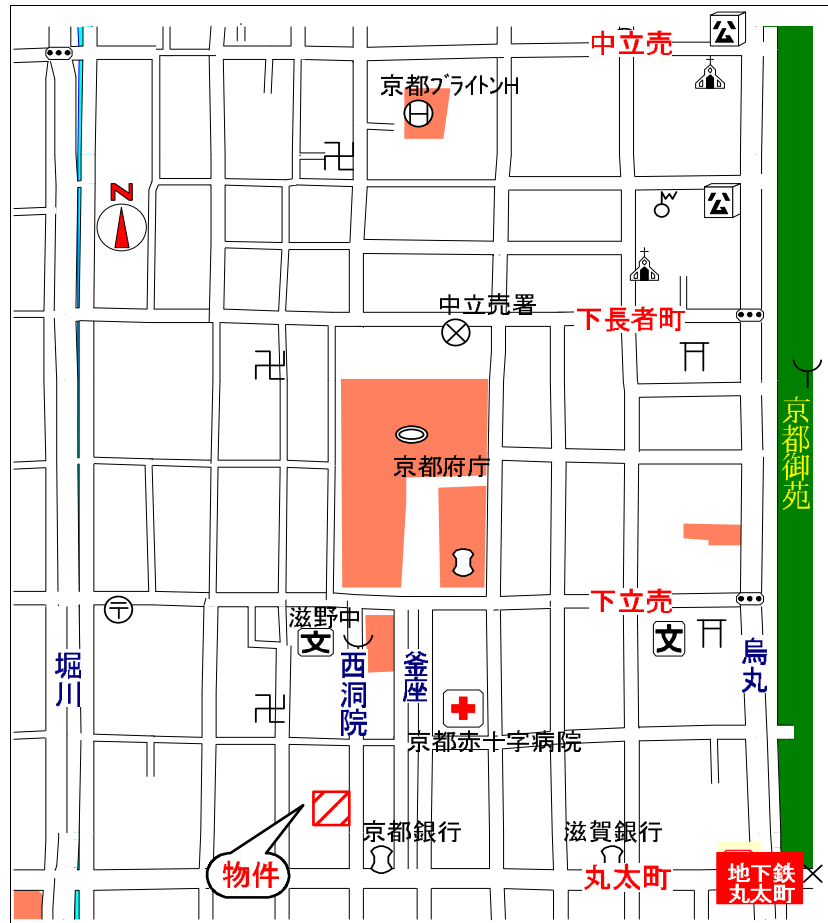 中立売
公
京都ブライトンH
H
N
公
中立売署
下長者町
京都御苑
京都府庁
下立売
〒
滋野中
文
文
堀川
西洞院
釜座
烏丸
京都赤十字病院
京都銀行
滋賀銀行
物件
丸太町
地下鉄
丸太町